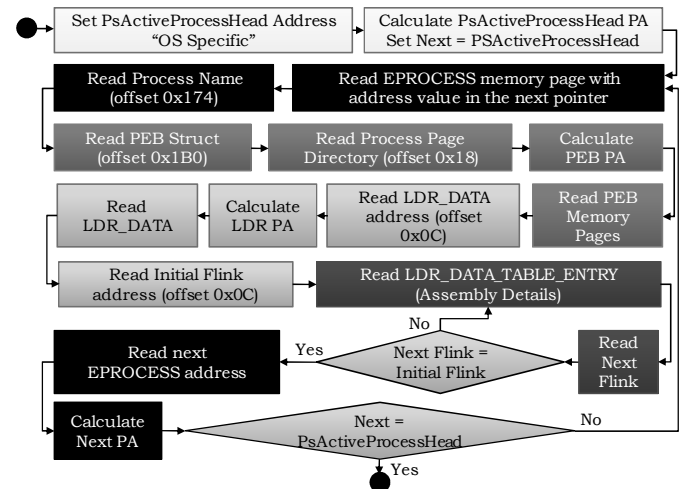 Set PsActiveProcessHead Address
“OS Specific”
Calculate PsActiveProcessHead PA
Set Next = PSActiveProcessHead
Read EPROCESS memory page with
address value in the next pointer
Read Process Name
(offset 0x174)
Read PEB Struct
(offset 0x1B0)
Read Process Page
Directory (offset 0x18)
Calculate
PEB PA
Read PEB
Memory
Pages
Read LDR_DATA
address (offset
0x0C)
Calculate
LDR PA
Read
LDR_DATA
Read Initial Flink
address (offset 0x0C)
Read LDR_DATA_TABLE_ENTRY
(Assembly Details)
Read
Next
Flink
No
Next Flink =
Initial Flink
Yes
Read next
EPROCESS address
Calculate
Next PA
Next =
PsActiveProcessHead
No
Yes